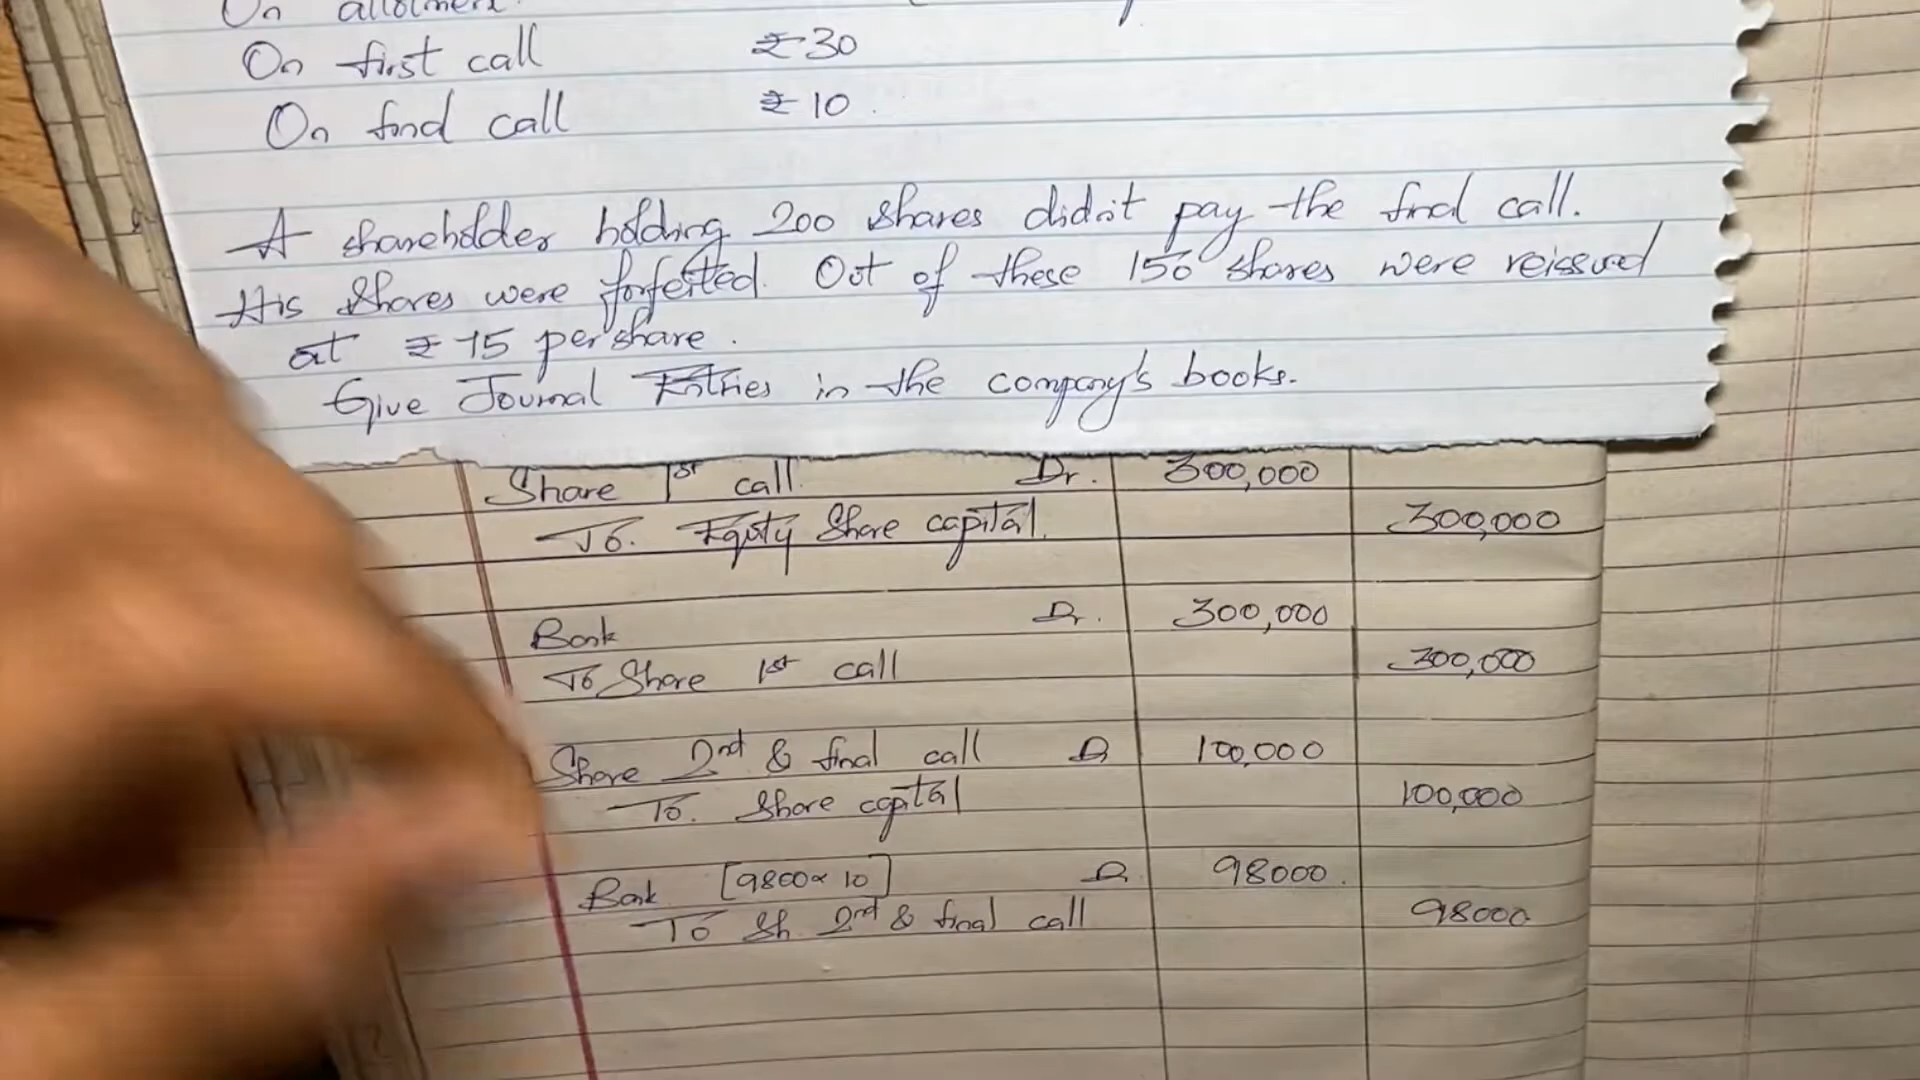 On allotment
On first call ₹ 30
On final call ₹ 10
A shareholder holding 200 shares didn't pay the final call.
His shares were forfeited. Out of these 150 shares were reissued
at ₹ 75 per share.
Give Journal Entries in the company's books.
Share 1st call Dr. 300,000
To. Equity Share capital. 300,000
Bank Dr. 300,000
To Share 1st call 300,000
Share 2nd & final call D 100,000
To. Share capital 100,000
Bank [9800 x 10] D 98000.
To Sh 2nd & final call 98000